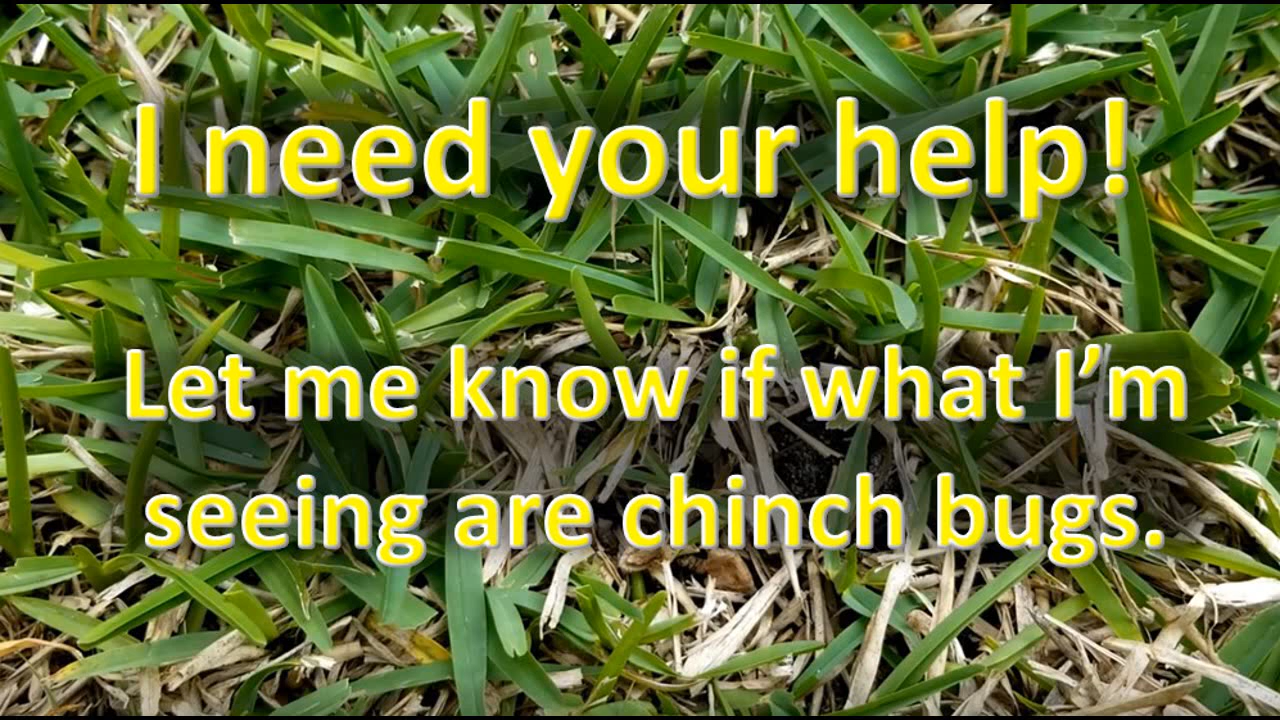 I need your help!
Let me know if what I’m
seeing are chinch bugs.